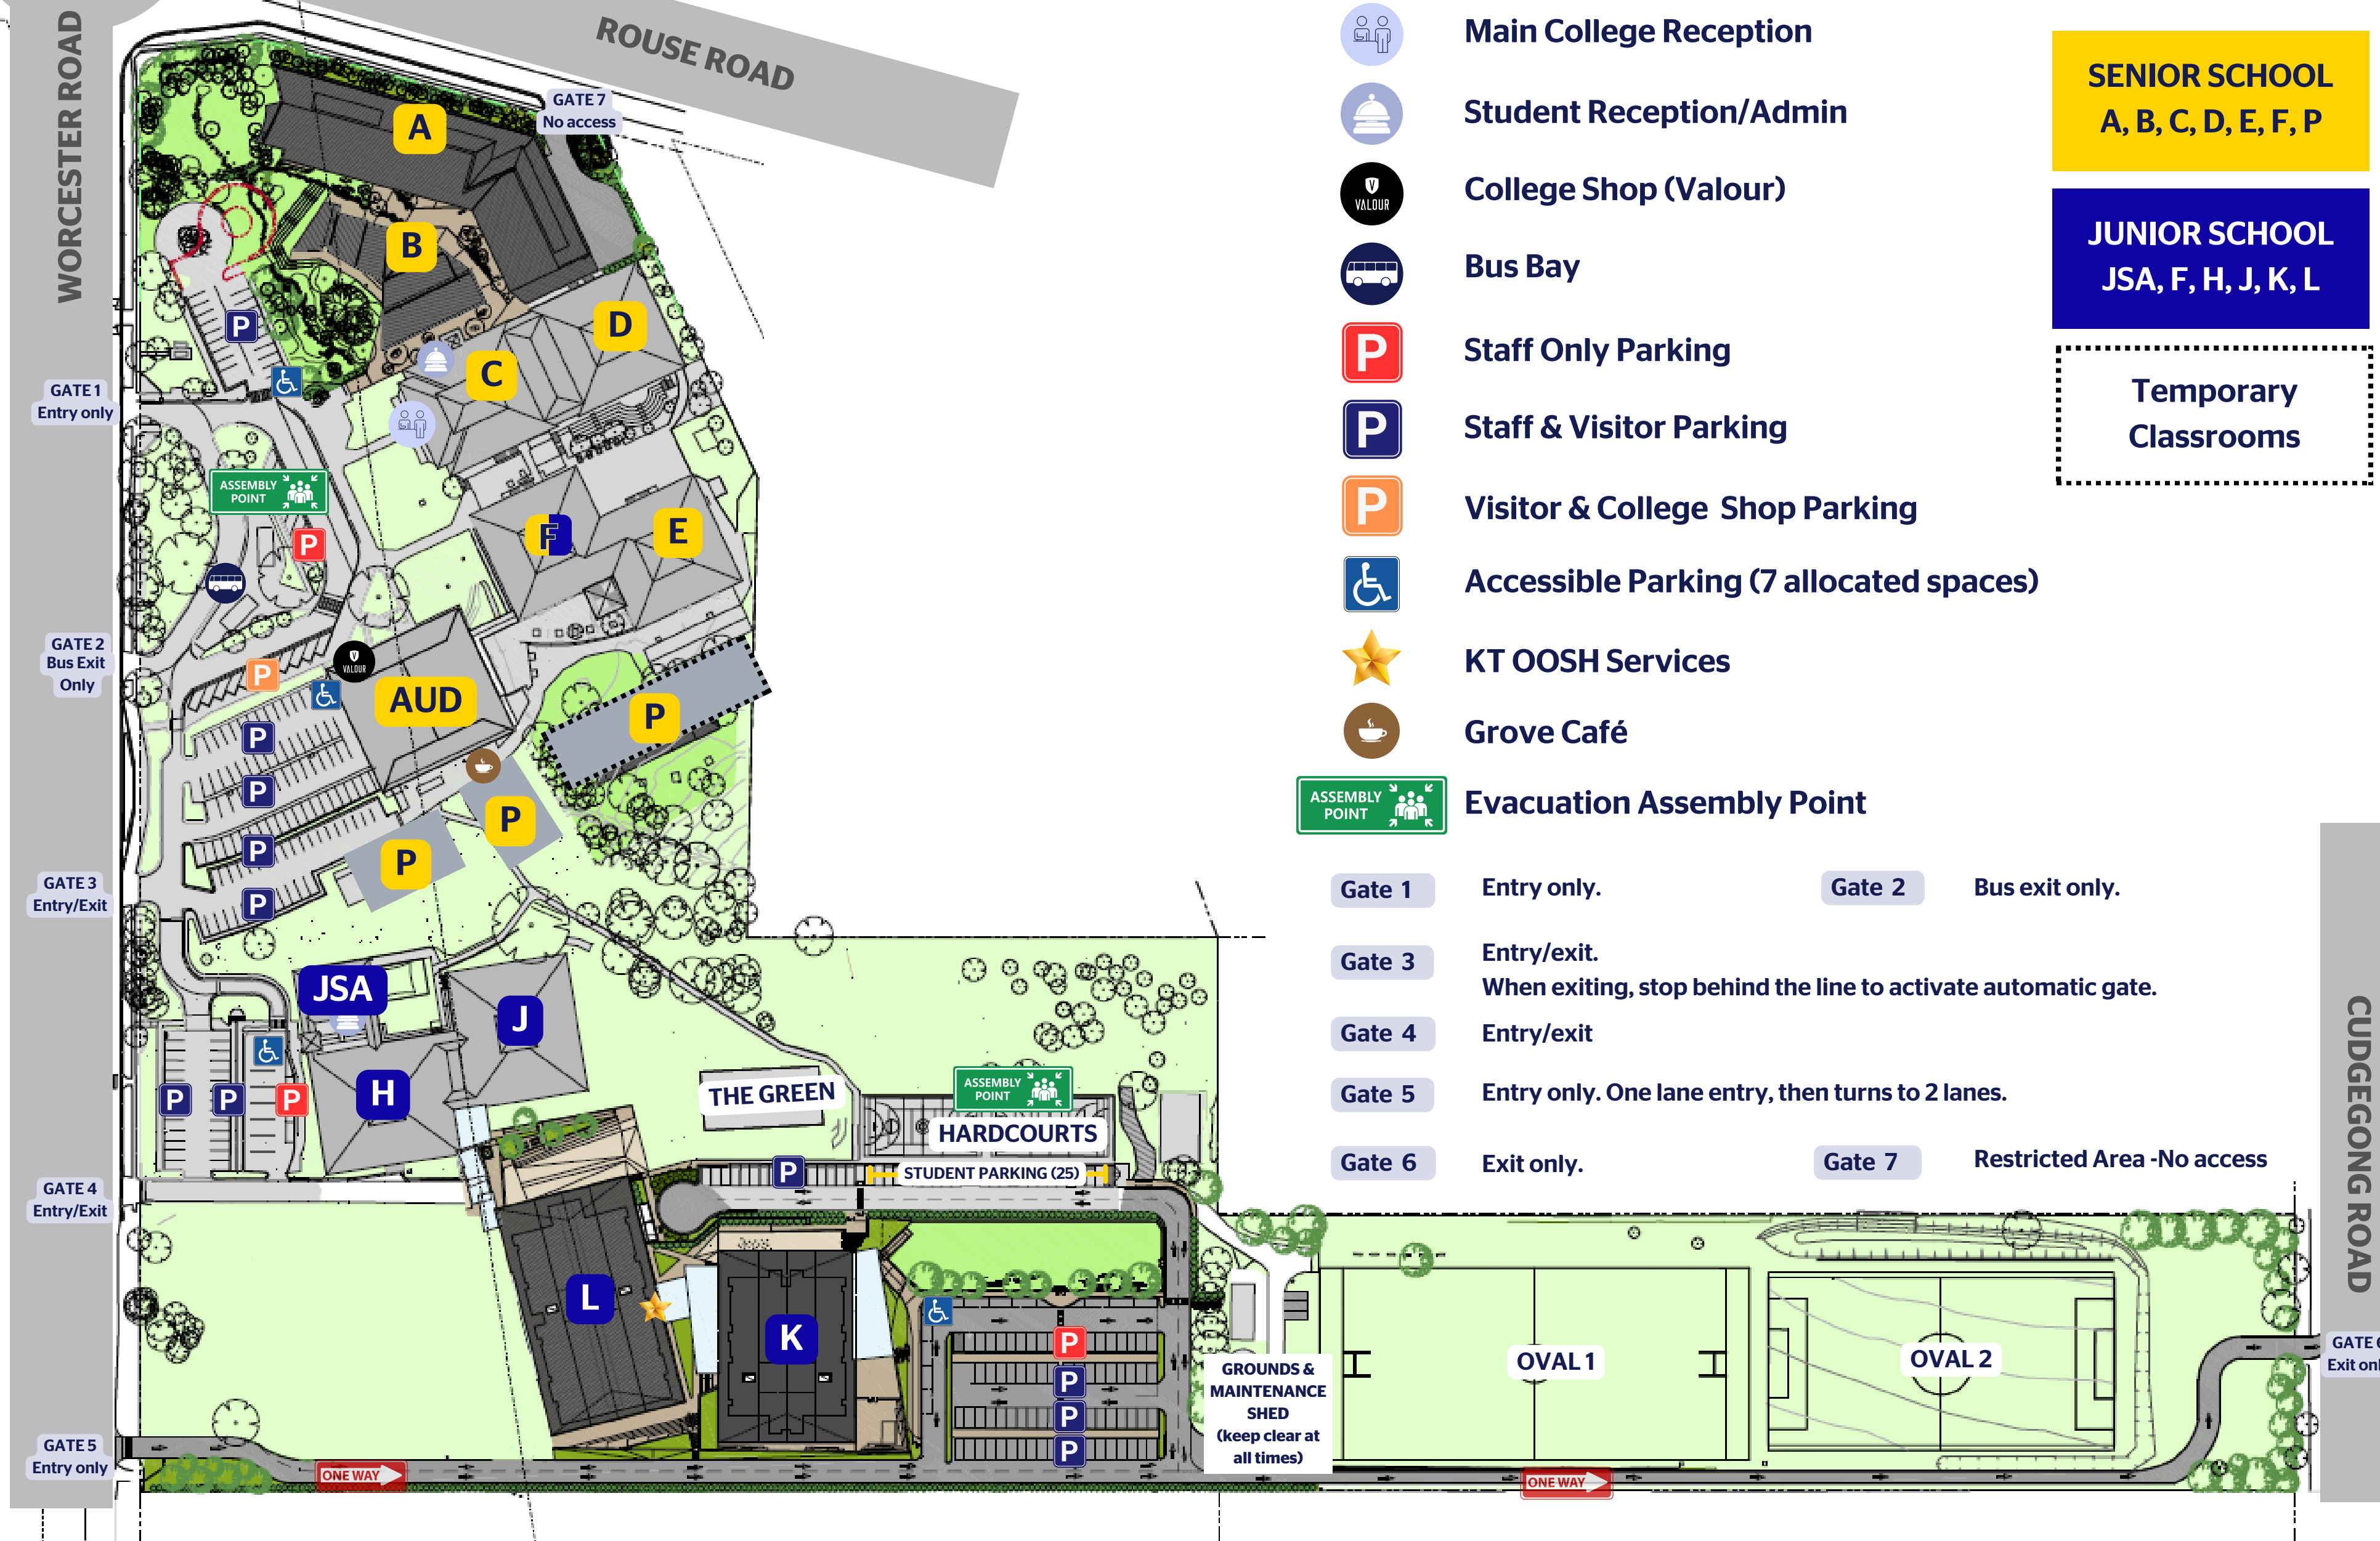 WORCESTER ROAD
ROUSE ROAD
GATE 7
No access
A
B
C
D
P
GATE 1
Entry only
ASSEMBLY
POINT
P
F
E
GATE 2
Bus Exit
Only
V
VALOUR
P
AUD
P
P
P
P
P
P
P
GATE 3
Entry/Exit
JSA
J
H
P
P
P
THE GREEN
ASSEMBLY
POINT
HARDCOURTS
P
STUDENT PARKING (25)
GATE 4
Entry/Exit
L
K
P
P
P
P
GROUNDS &
MAINTENANCE
SHED
(keep clear at
all times)
OVAL 1
OVAL 2
GATE 5
Entry only
ONE WAY
ONE WAY
CUDGEGONG ROAD
GATE 6
Exit onl
Main College Reception
Student Reception/Admin
V
VALOUR
College Shop (Valour)
Bus Bay
P Staff Only Parking
P Staff & Visitor Parking
P Visitor & College Shop Parking
Accessible Parking (7 allocated spaces)
KT OOSH Services
Grove Café
ASSEMBLY
POINT
Evacuation Assembly Point
SENIOR SCHOOL
A, B, C, D, E, F, P
JUNIOR SCHOOL
JSA, F, H, J, K, L
Temporary
Classrooms
Gate 1 Entry only. Gate 2 Bus exit only.
Gate 3 Entry/exit.
When exiting, stop behind the line to activate automatic gate.
Gate 4 Entry/exit
Gate 5 Entry only. One lane entry, then turns to 2 lanes.
Gate 6 Exit only. Gate 7 Restricted Area -No access